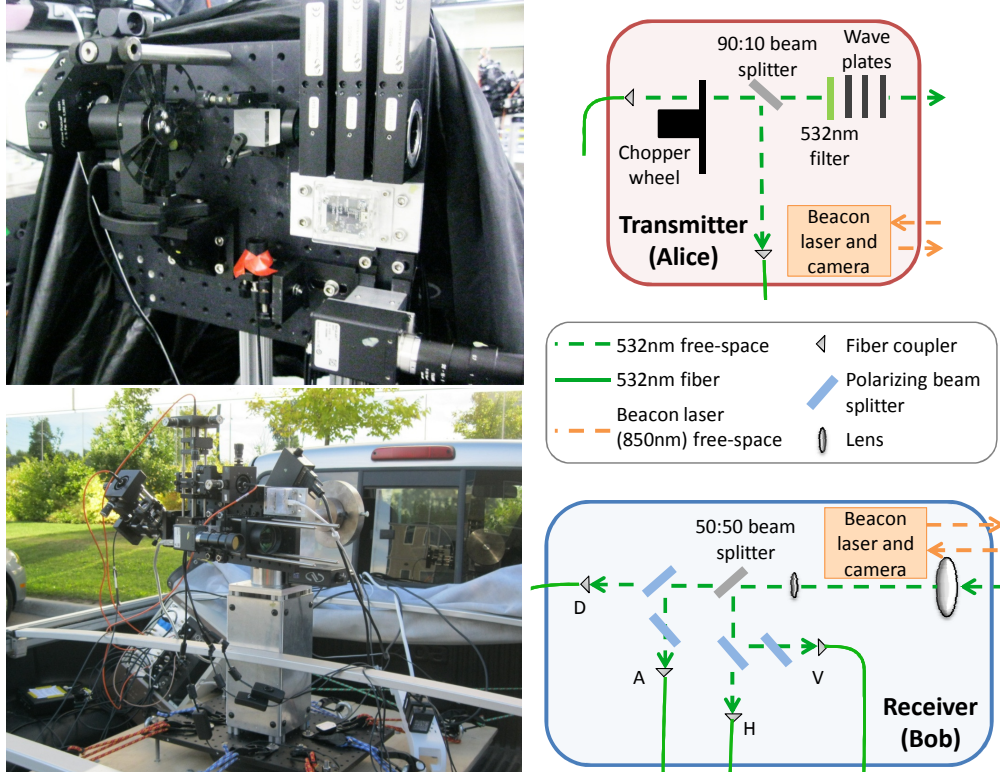 90:10 beam
splitter
Wave
plates
Chopper
wheel
532nm
filter
Transmitter
(Alice)
Beacon
laser and
camera
532nm free-space
Fiber coupler
532nm fiber
Polarizing beam
splitter
Beacon laser
(850nm) free-space
Lens
50:50 beam
splitter
Beacon
laser and
camera
D
A
V
H
Receiver
(Bob)